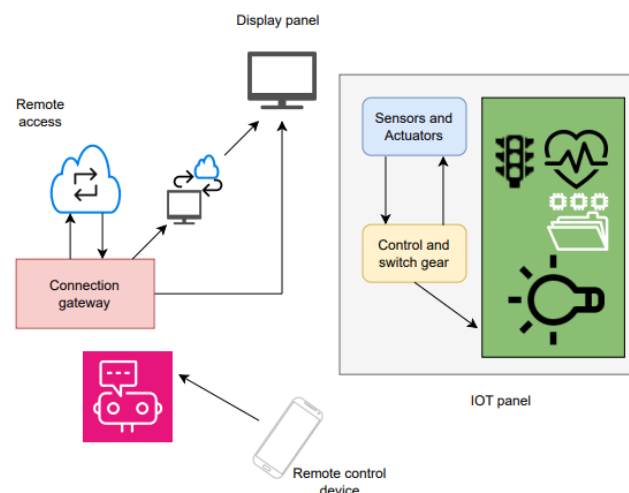 Display panel
Remote
access
Sensors and
Actuators
Control and
switch gear
Connection
gateway
IOT panel
Remote control
device